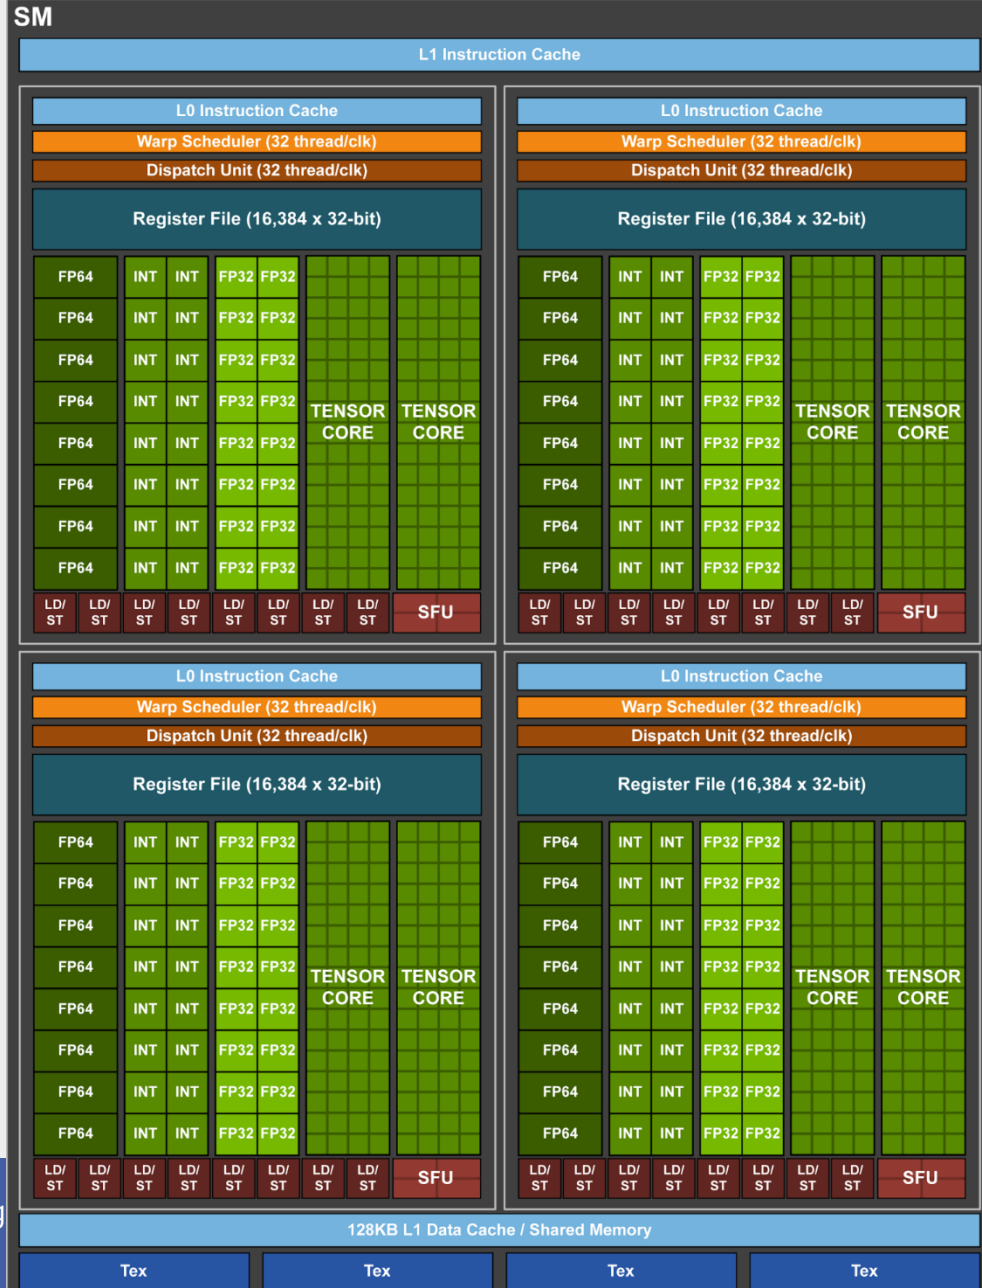 SM
L1 Instruction Cache
L0 Instruction Cache
Warp Scheduler (32 thread/clk)
Dispatch Unit (32 thread/clk)
Register File (16,384 x 32-bit)
FP64 INT INT FP32 FP32
FP64 INT INT FP32 FP32
FP64 INT INT FP32 FP32
FP64 INT INT FP32 FP32
FP64 INT INT FP32 FP32
FP64 INT INT FP32 FP32
FP64 INT INT FP32 FP32
FP64 INT INT FP32 FP32
TENSOR CORE
TENSOR CORE
LD/ST LD/ST LD/ST LD/ST LD/ST LD/ST LD/ST LD/ST SFU
L0 Instruction Cache
Warp Scheduler (32 thread/clk)
Dispatch Unit (32 thread/clk)
Register File (16,384 x 32-bit)
FP64 INT INT FP32 FP32
FP64 INT INT FP32 FP32
FP64 INT INT FP32 FP32
FP64 INT INT FP32 FP32
FP64 INT INT FP32 FP32
FP64 INT INT FP32 FP32
FP64 INT INT FP32 FP32
FP64 INT INT FP32 FP32
TENSOR CORE
TENSOR CORE
LD/ST LD/ST LD/ST LD/ST LD/ST LD/ST LD/ST LD/ST SFU
L0 Instruction Cache
Warp Scheduler (32 thread/clk)
Dispatch Unit (32 thread/clk)
Register File (16,384 x 32-bit)
FP64 INT INT FP32 FP32
FP64 INT INT FP32 FP32
FP64 INT INT FP32 FP32
FP64 INT INT FP32 FP32
FP64 INT INT FP32 FP32
FP64 INT INT FP32 FP32
FP64 INT INT FP32 FP32
FP64 INT INT FP32 FP32
TENSOR CORE
TENSOR CORE
LD/ST LD/ST LD/ST LD/ST LD/ST LD/ST LD/ST LD/ST SFU
L0 Instruction Cache
Warp Scheduler (32 thread/clk)
Dispatch Unit (32 thread/clk)
Register File (16,384 x 32-bit)
FP64 INT INT FP32 FP32
FP64 INT INT FP32 FP32
FP64 INT INT FP32 FP32
FP64 INT INT FP32 FP32
FP64 INT INT FP32 FP32
FP64 INT INT FP32 FP32
FP64 INT INT FP32 FP32
FP64 INT INT FP32 FP32
TENSOR CORE
TENSOR CORE
LD/ST LD/ST LD/ST LD/ST LD/ST LD/ST LD/ST LD/ST SFU
128KB L1 Data Cache / Shared Memory
Tex Tex Tex Tex